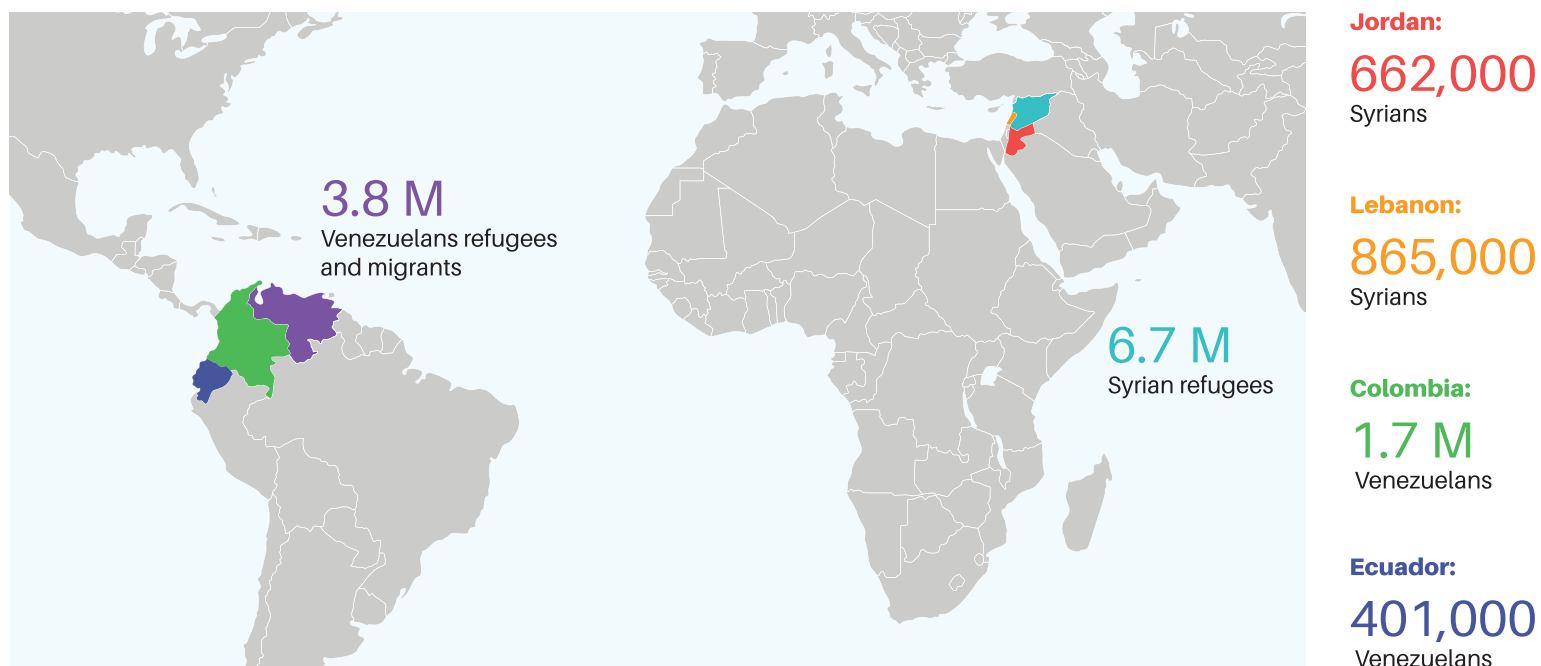 3.8 M
Venezuelans refugees
and migrants
6.7 M
Syrian refugees
Jordan:
662,000
Syrians
Lebanon:
865,000
Syrians
Colombia:
1.7 M
Venezuelans
Ecuador:
401,000
Venezuelans